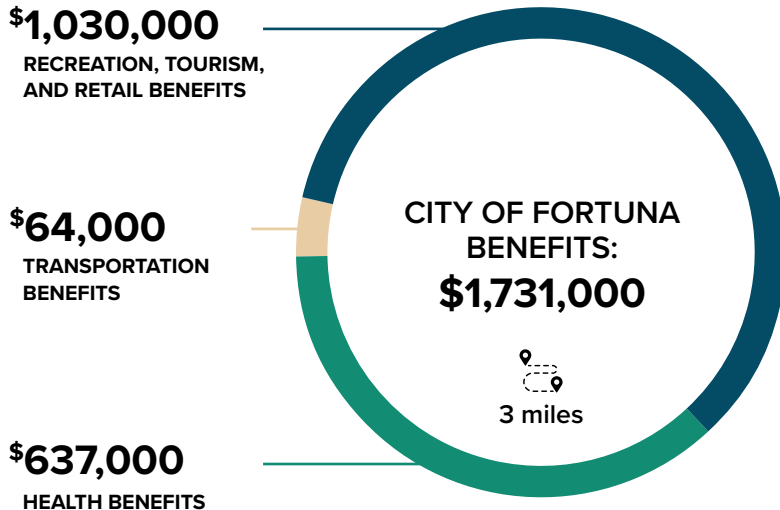 $1,030,000
RECREATION, TOURISM,
AND RETAIL BENEFITS
$64,000
TRANSPORTATION
BENEFITS
$637,000
HEALTH BENEFITS
CITY OF FORTUNA
BENEFITS:
$1,731,000
3 miles